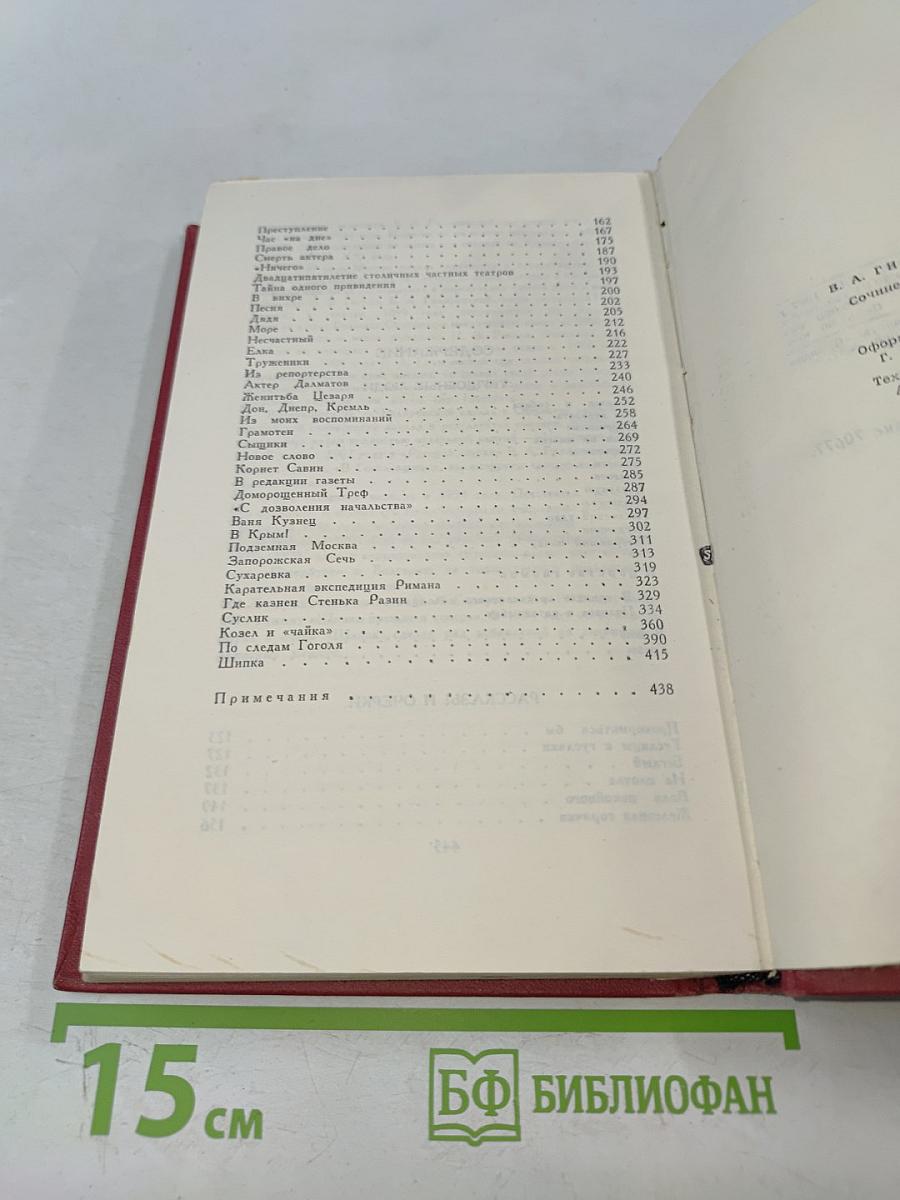 Преступление . . . 162
Час «на дне» . . . 167
Правое дело . . . 175
Смерть актера . . . 187
«Ничего» . . . 190
Двадцатипятилетие столичных частных театров . . . 193
Тайна одного привидения . . . 197
В вихре . . . 200
Песня . . . 202
Дядя . . . 205
Море . . . 212
Несчастный . . . 216
Елка . . . 222
Труженики . . . 227
Из репортерства . . . 233
Актер Далматов . . . 240
Женитьба Цезаря . . . 246
Дон, Днепр, Кремль . . . 252
Из моих воспоминаний . . . 258
Грамотен . . . 264
Сыщики . . . 269
Новое слово . . . 272
Корнет Савин . . . 275
В редакции газеты . . . 285
Доморощенный Треф . . . 287
«С дозволения начальства» . . . 294
Ваня Кузнец . . . 297
В Крым! . . . 302
Подземная Москва . . . 311
Запорожская Сечь . . . 313
Сухаревка . . . 319
Карательная экспедиция Римана . . . 323
Где казнен Стенька Разин . . . 329
Суслик . . . 334
Козел и «чайка» . . . 360
По следам Гоголя . . . 390
Шипка . . . 415
Примечания . . . 438
В. А. ГИ
Сочине
Офор
Г.
Тех
15 см
БФ БИБЛИОФАН